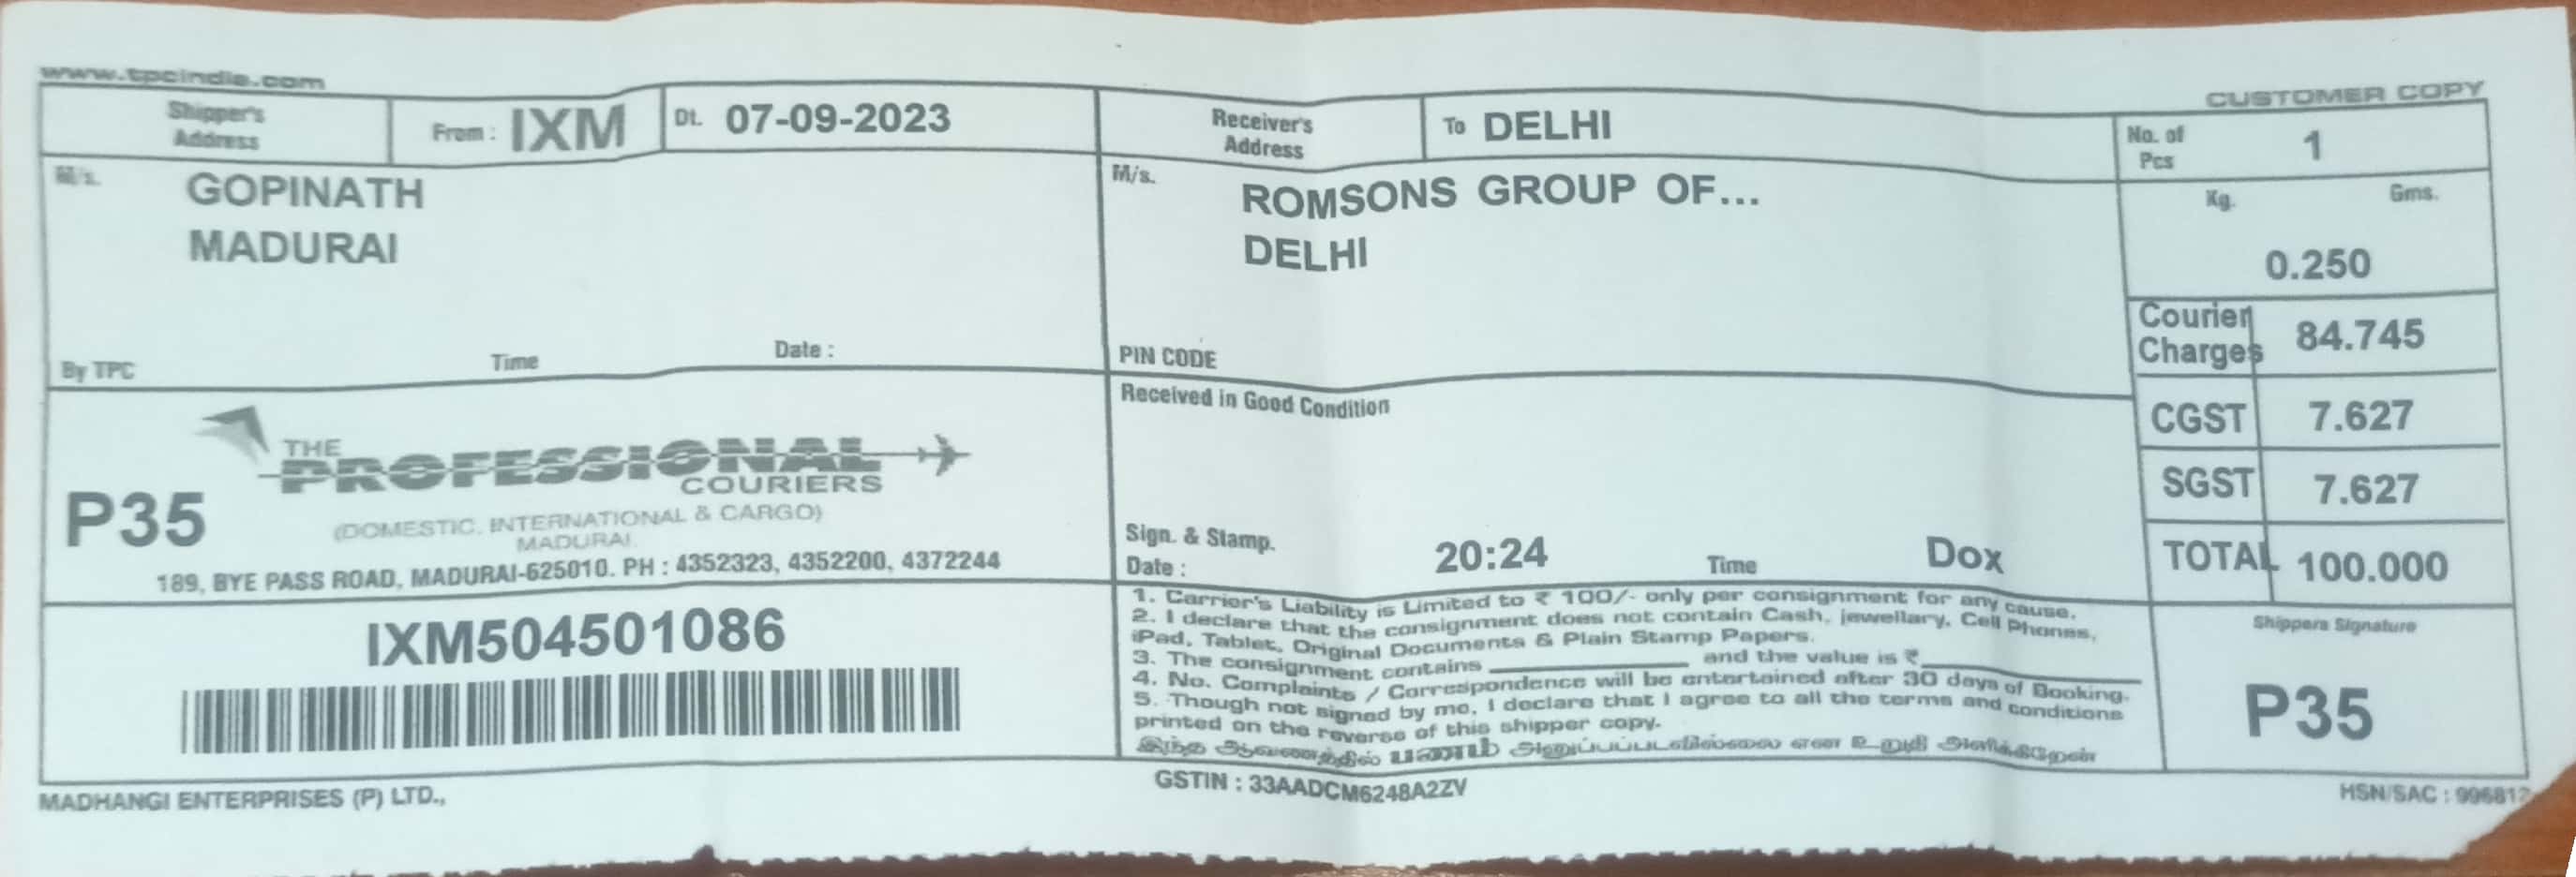 www.tpcindia.com
CUSTOMER COPY
Shipper's
Address
From : IXM
Dt. 07-09-2023
Receiver's
Address
To DELHI
No. of
Pcs
1
M/s.
GOPINATH
MADURAI
By TPC
Time
Date :
M/s.
ROMSONS GROUP OF...
DELHI
PIN CODE
Kg. Gms.
0.250
Courier
Charges
84.745
CGST 7.627
SGST 7.627
TOTAL 100.000
P35
THE
PROFESSIONAL
COURIERS
(DOMESTIC, INTERNATIONAL & CARGO)
MADURAI.
189, BYE PASS ROAD, MADURAI-625010. PH : 4352323, 4352200, 4372244
Received in Good Condition
Sign. & Stamp.
Date :
20:24
Time
Dox
IXM504501086
1. Carrier's Liability is Limited to ₹ 100/- only per consignment for any cause.
2. I declare that the consignment does not contain Cash, jewellary, Cell Phones,
iPad, Tablet, Original Documents & Plain Stamp Papers.
3. The consignment contains ____________ and the value is ₹____________
4. No. Complaints / Correspondence will be entertained after 30 days of Booking.
5. Though not signed by me, I declare that I agree to all the terms and conditions
printed on the reverse of this shipper copy.
இந்த ஆவணத்தில் பணம் அனுப்பப்படவில்லை என உறுதி அளிக்கிறேன்
Shippers Signature
P35
MADHANGI ENTERPRISES (P) LTD.,
GSTIN : 33AADCM6248A2ZV
HSN/SAC : 996812